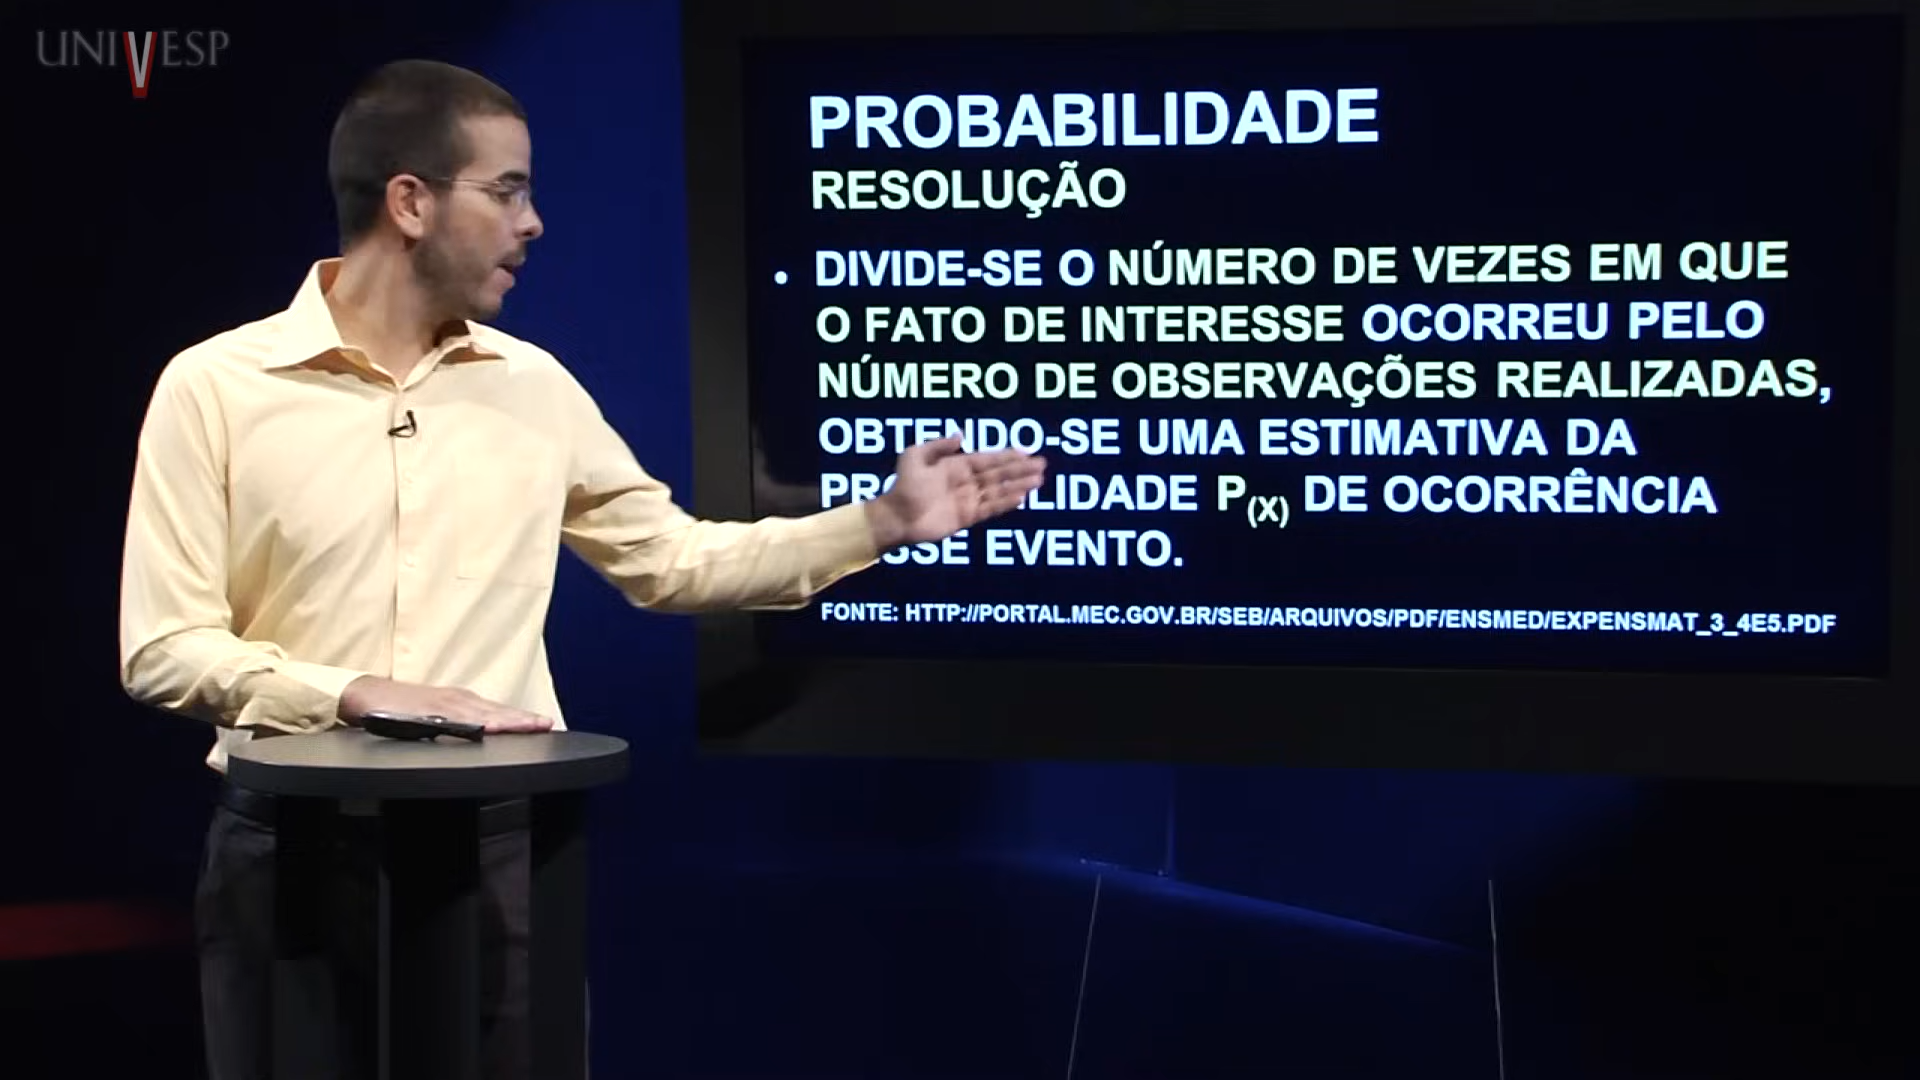 UNIVESP
PROBABILIDADE
RESOLUÇÃO
• DIVIDE-SE O NÚMERO DE VEZES EM QUE
O FATO DE INTERESSE OCORREU PELO
NÚMERO DE OBSERVAÇÕES REALIZADAS,
OBTENDO-SE UMA ESTIMATIVA DA
P(X) DE OCORRÊNCIA
EVENTO.
FONTE: HTTP://PORTAL.MEC.GOV.BR/SEB/ARQUIVOS/PDF/ENSMED/EXPENSMAT_3_4E5.PDF